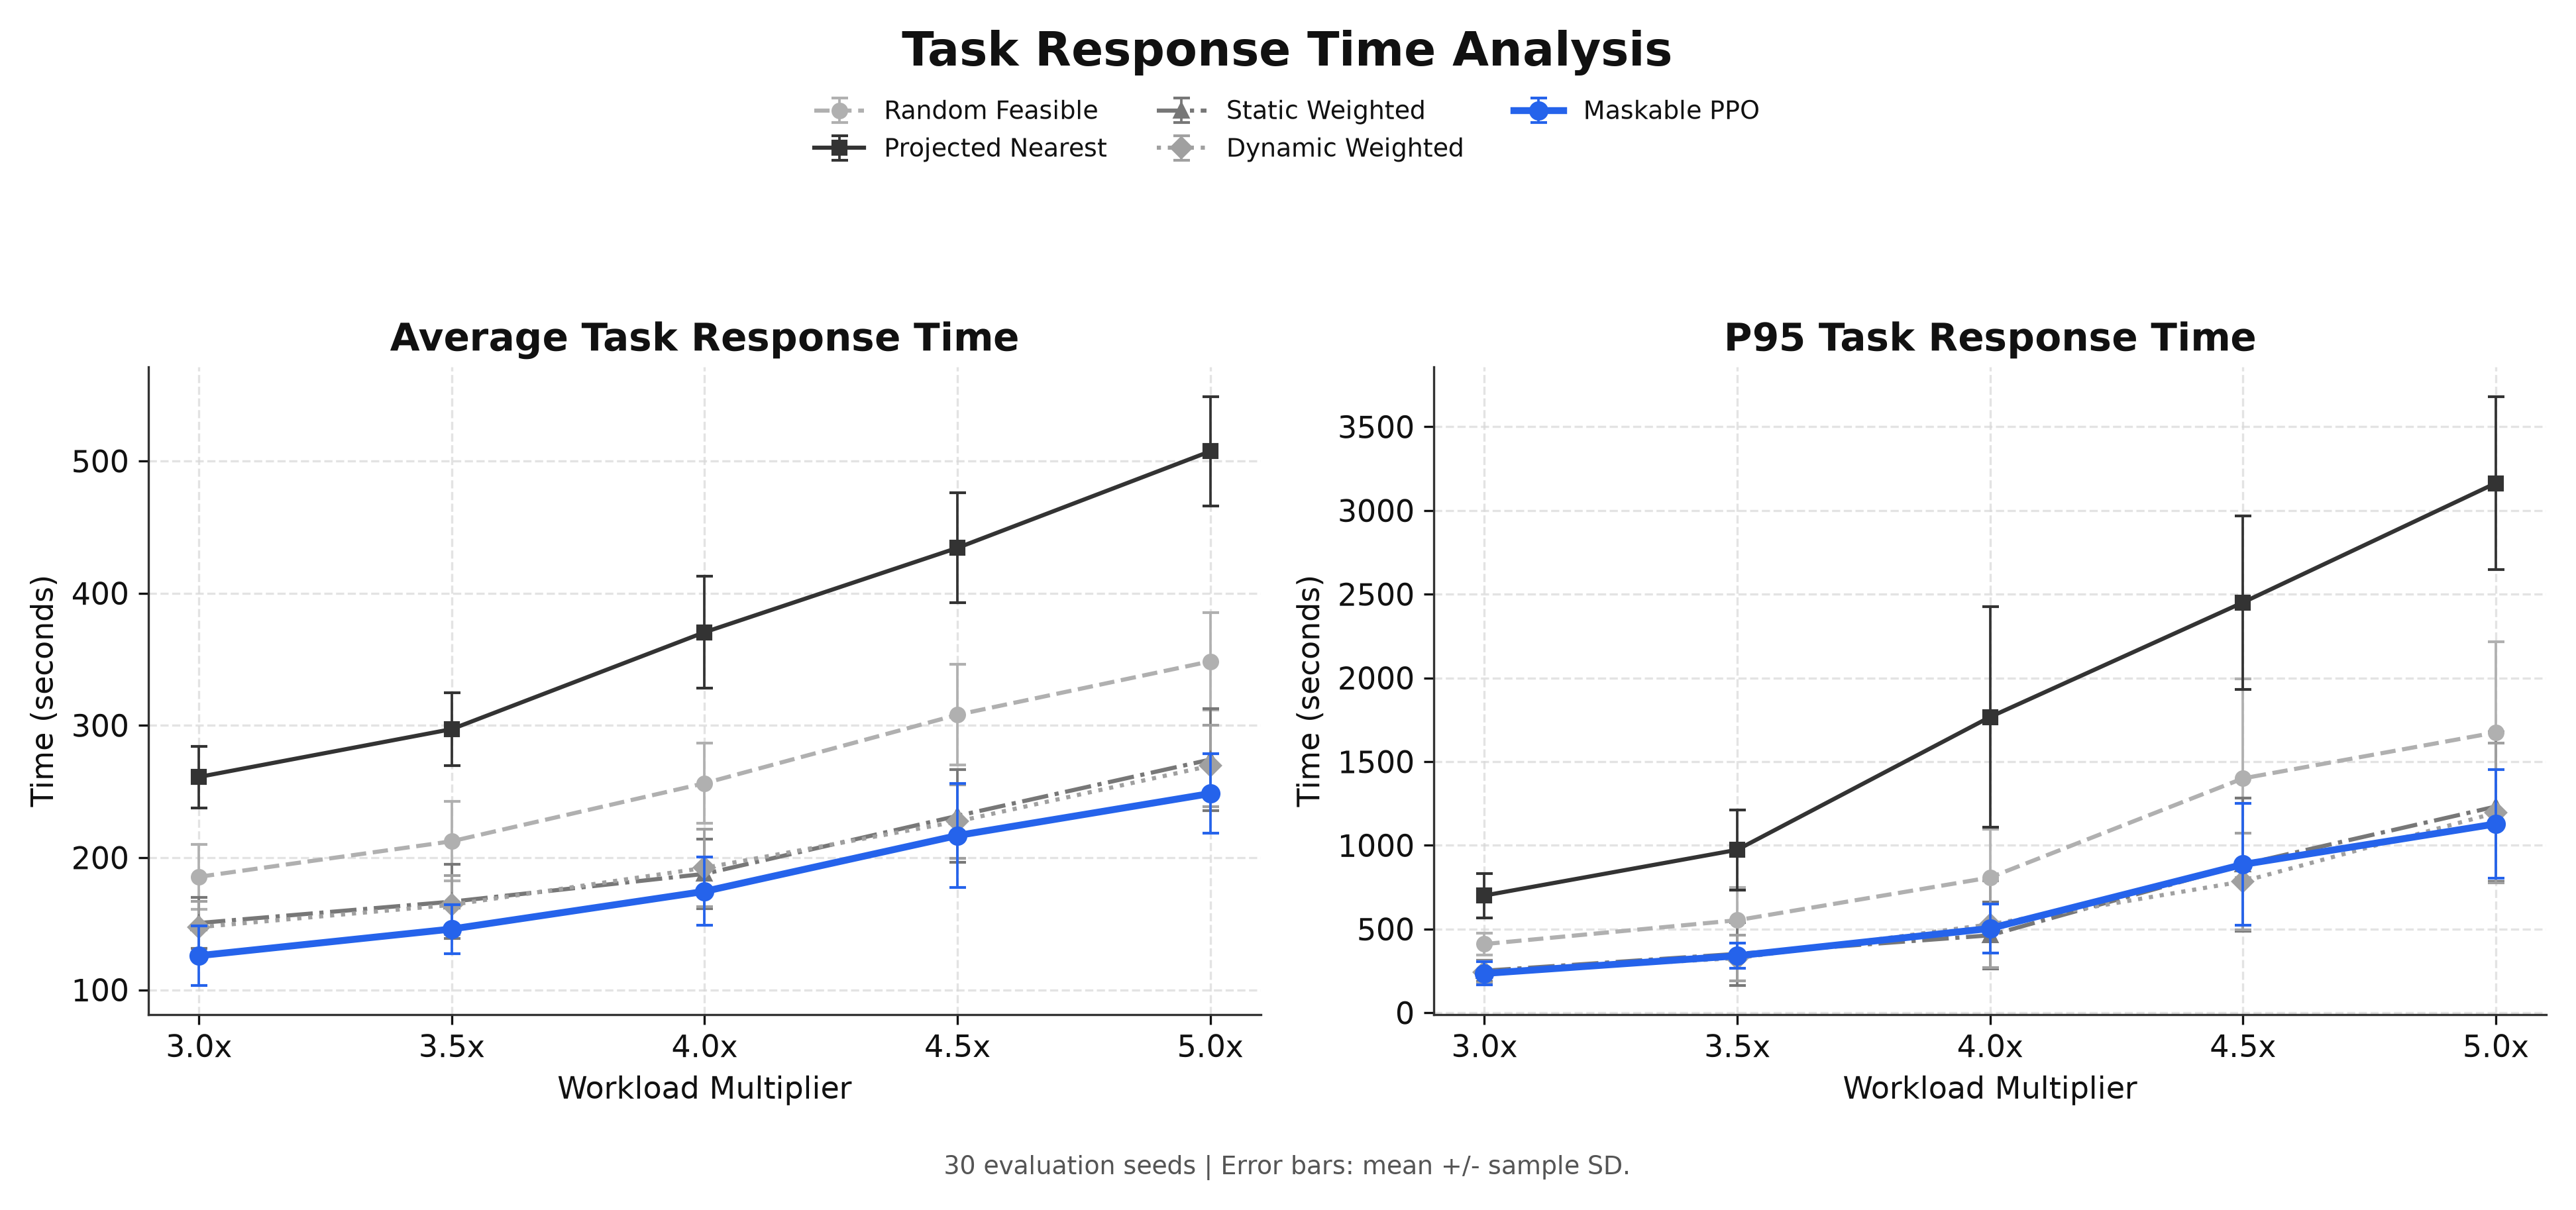 Task Response Time Analysis
Random Feasible
Projected Nearest
Static Weighted
Dynamic Weighted
Maskable PPO
Average Task Response Time
Time (seconds)
500
400
300
200
100
3.0x 3.5x 4.0x 4.5x 5.0x
Workload Multiplier
P95 Task Response Time
Time (seconds)
3500
3000
2500
2000
1500
1000
500
0
3.0x 3.5x 4.0x 4.5x 5.0x
Workload Multiplier
30 evaluation seeds | Error bars: mean +/- sample SD.